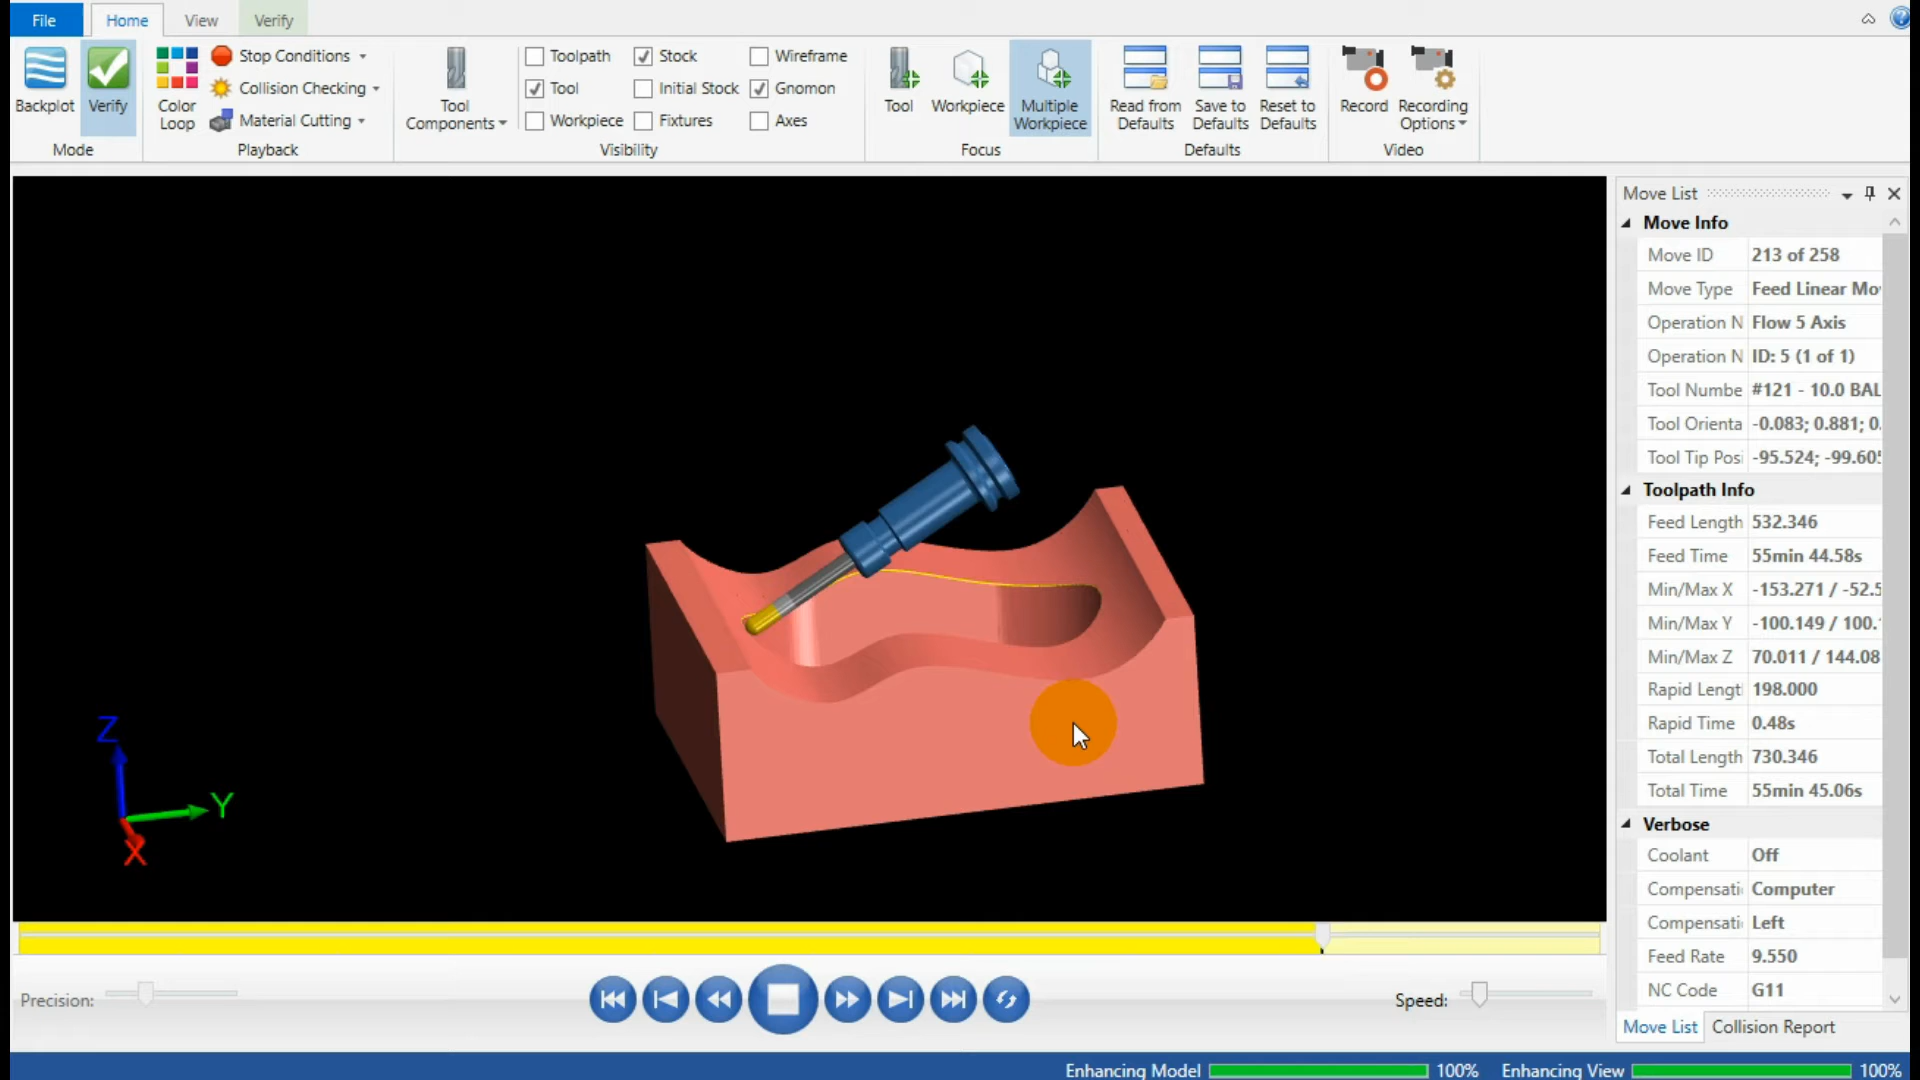 File Home View Verify
Backplot Verify
Mode
Color Loop
Stop Conditions
Collision Checking
Material Cutting
Playback
Tool Components
Toolpath Stock Wireframe
Tool Initial Stock Gnomon
Workpiece Fixtures Axes
Visibility
Tool Workpiece Multiple Workpiece
Focus
Read from Defaults Save to Defaults Reset to Defaults
Defaults
Record Recording Options
Video
Z
Y
X
Move List
Move Info
Move ID 213 of 258
Move Type Feed Linear Mo
Operation N Flow 5 Axis
Operation N ID: 5 (1 of 1)
Tool Numbe #121 - 10.0 BAL
Tool Orienta -0.083; 0.881; 0.
Tool Tip Posi -95.524; -99.605
Toolpath Info
Feed Length 532.346
Feed Time 55min 44.58s
Min/Max X -153.271 / -52.5
Min/Max Y -100.149 / 100.
Min/Max Z 70.011 / 144.08
Rapid Lengt 198.000
Rapid Time 0.48s
Total Length 730.346
Total Time 55min 45.06s
Verbose
Coolant Off
Compensati Computer
Compensati Left
Feed Rate 9.550
NC Code G11
Move List Collision Report
Precision: Speed:
Enhancing Model 100% Enhancing View 100%